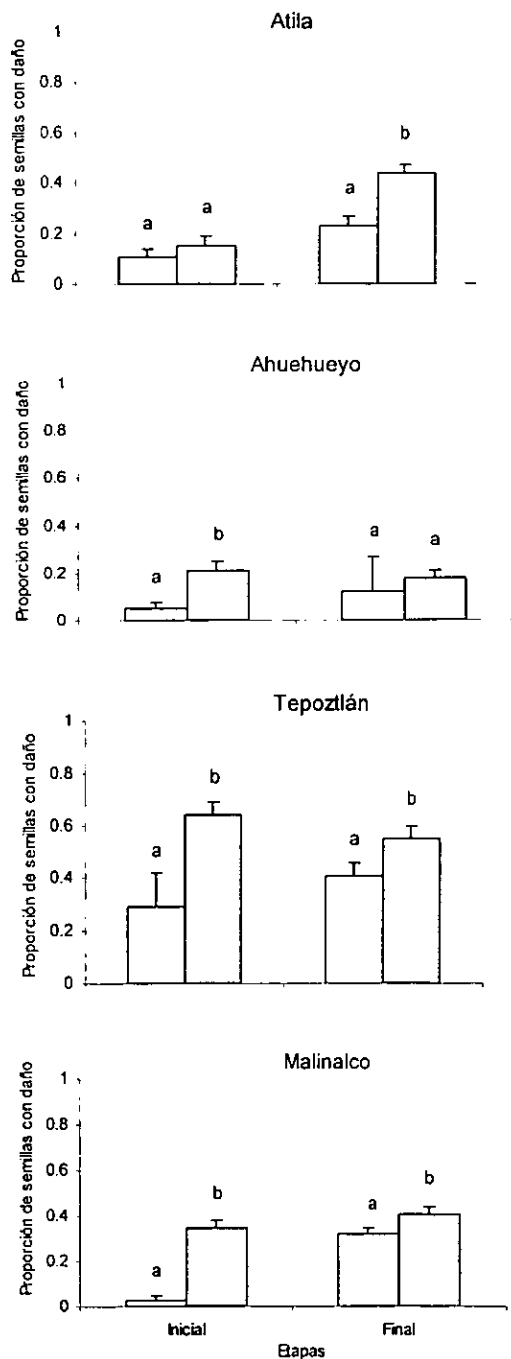 Atila
Proporción de semillas con daño
1
0.8
0.6
0.4
0.2
0
a
a
a
b
Ahuehueyo
Proporción de semillas con daño
1
0.8
0.6
0.4
0.2
0
a
b
a
a
Tepoztlán
Proporción de semillas con daño
1
0.8
0.6
0.4
0.2
0
a
b
a
b
Malinalco
Proporción de semillas con daño
1
0.8
0.6
0.4
0.2
0
a
b
a
b
Inicial
Final
Etapas